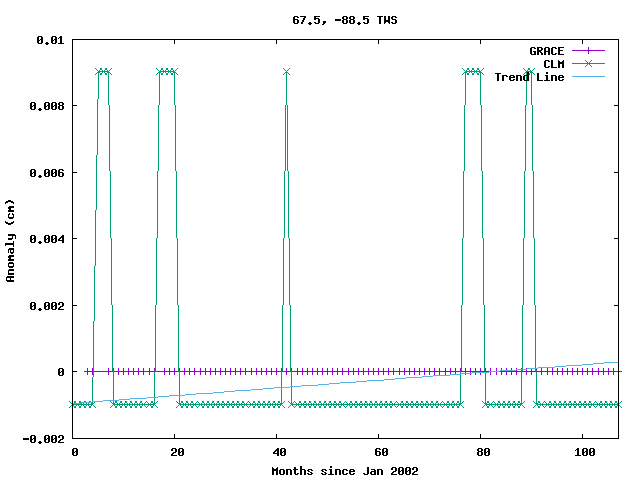 67.5, -88.5 TWS
GRACE
CLM
Trend Line
0.01
0.008
0.006
0.004
0.002
0
-0.002
Anomaly (cm)
0 20 40 60 80 100
Months since Jan 2002